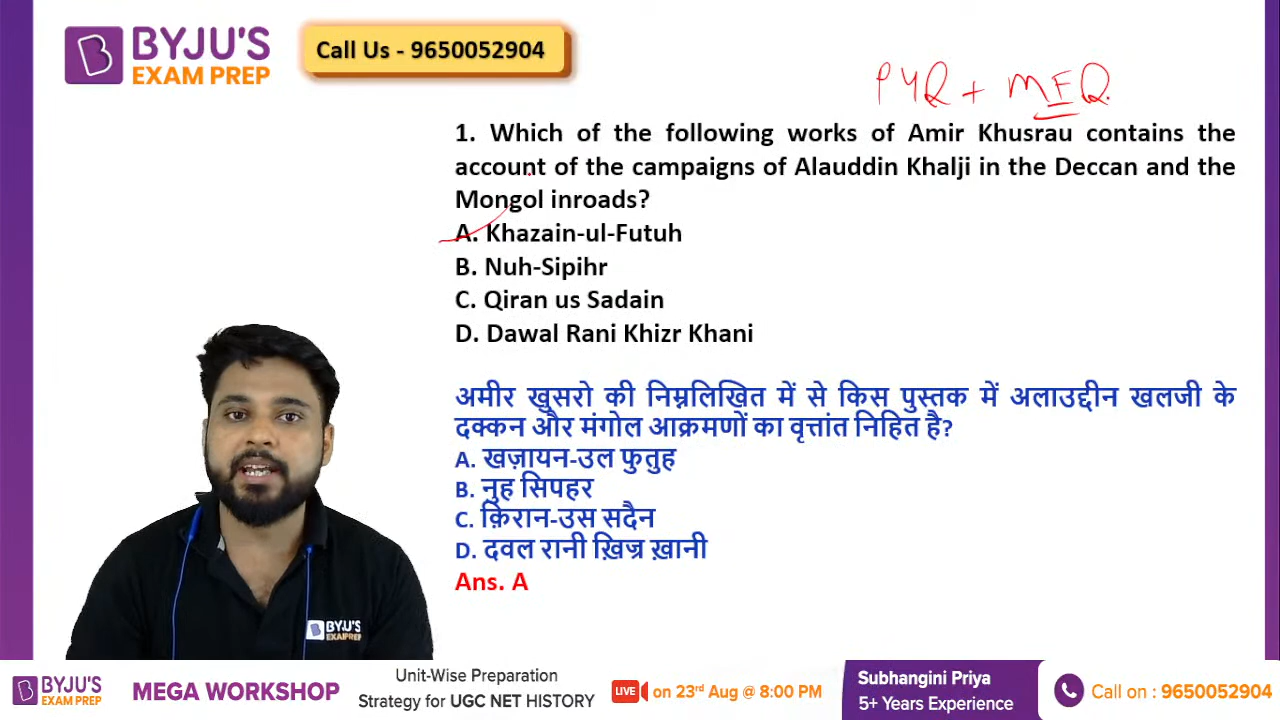 BYJU'S
EXAM PREP
Call Us - 9650052904
PYQ + MEQ
1. Which of the following works of Amir Khusrau contains the
account of the campaigns of Alauddin Khalji in the Deccan and the
Mongol inroads?
A. Khazain-ul-Futuh
B. Nuh-Sipihr
C. Qiran us Sadain
D. Dawal Rani Khizr Khani
अमीर खुसरो की निम्नलिखित में से किस पुस्तक में अलाउद्दीन खलजी के
दक्कन और मंगोल आक्रमणों का वृत्तांत निहित है?
A. खज़ायन-उल फुतुह
B. नुह सिपहर
C. क़िरान-उस सदैन
D. दवल रानी ख़िज्र ख़ानी
Ans. A
BYJU'S
EXAM PREP
BYJU'S
EXAM PREP
MEGA WORKSHOP
Unit-Wise Preparation
Strategy for UGC NET HISTORY
LIVE on 23rd Aug @ 8:00 PM
Subhangini Priya
5+ Years Experience
Call on : 9650052904